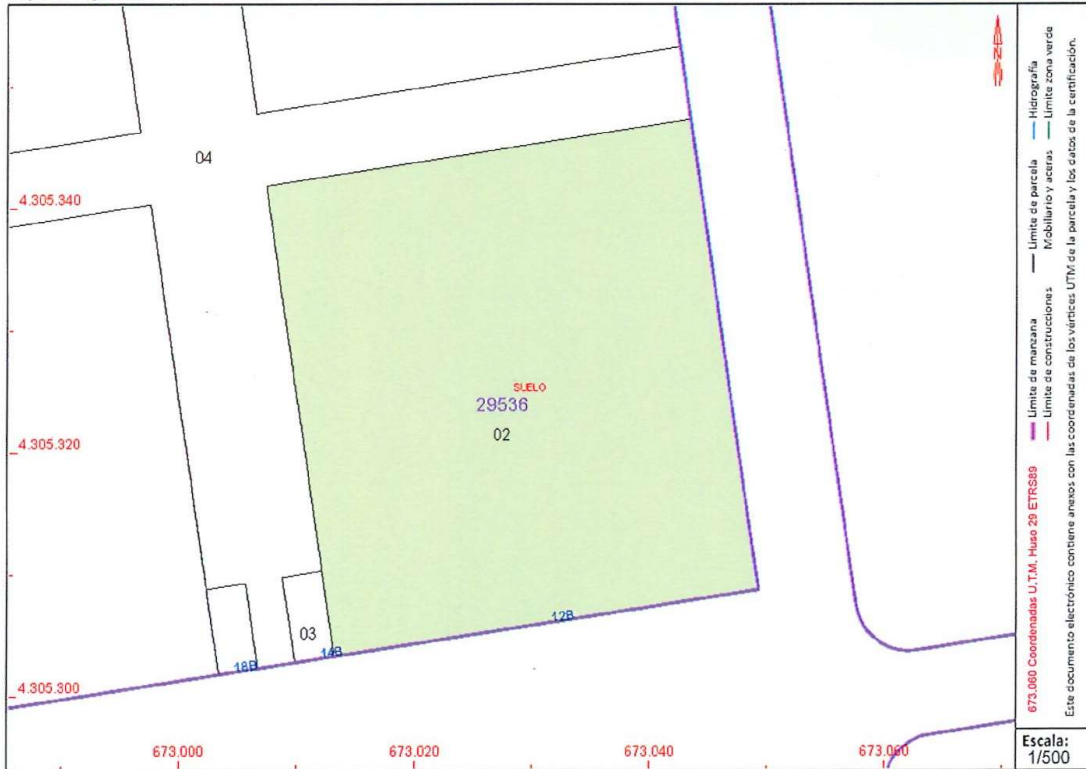 04
4.305.340
SUELO
29536
02
4.305.320
12B
03
14B
18B
4.305.300
673.000
673.020
673.040
673.060
N
673.060 Coordenadas U.T.M. Huso 29 ETRS89
Límite de manzana
Límite de construcciones
Límite de parcela
Mobiliario y aceras
Hidrografía
Límite zona verde
Este documento electrónico contiene anexos con las coordenadas de los vértices UTM de la parcela y los datos de la certificación.
Escala:
1/500